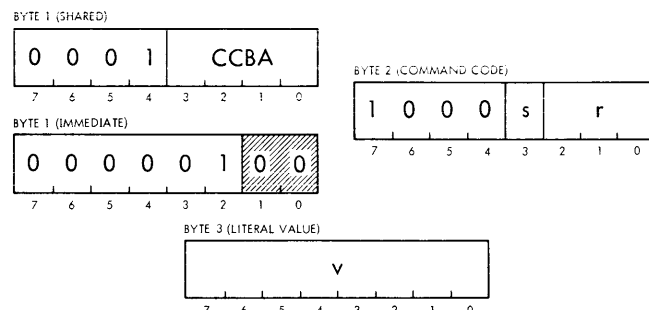 BYTE 1 (SHARED)
0 0 0 1 CCBA
7 6 5 4 3 2 1 0
BYTE 2 (COMMAND CODE)
1 0 0 0 s r
7 6 5 4 3 2 1 0
BYTE 1 (IMMEDIATE)
0 0 0 0 0 1 0 0
7 6 5 4 3 2 1 0
BYTE 3 (LITERAL VALUE)
v
7 6 5 4 3 2 1 0